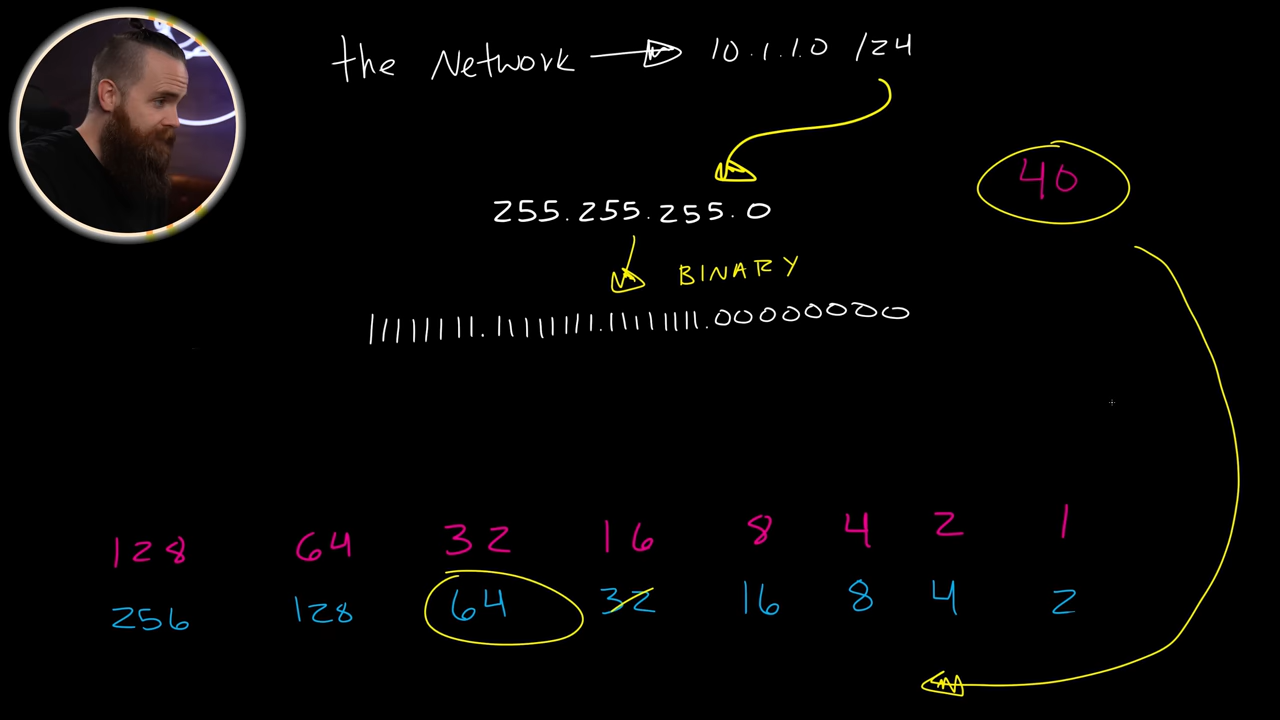 the Network → 10.1.1.0 /24
40
255.255.255.0
BINARY
11111111.11111111.11111111.00000000
128 64 32 16 8 4 2 1
256 128 64 32 16 8 4 2